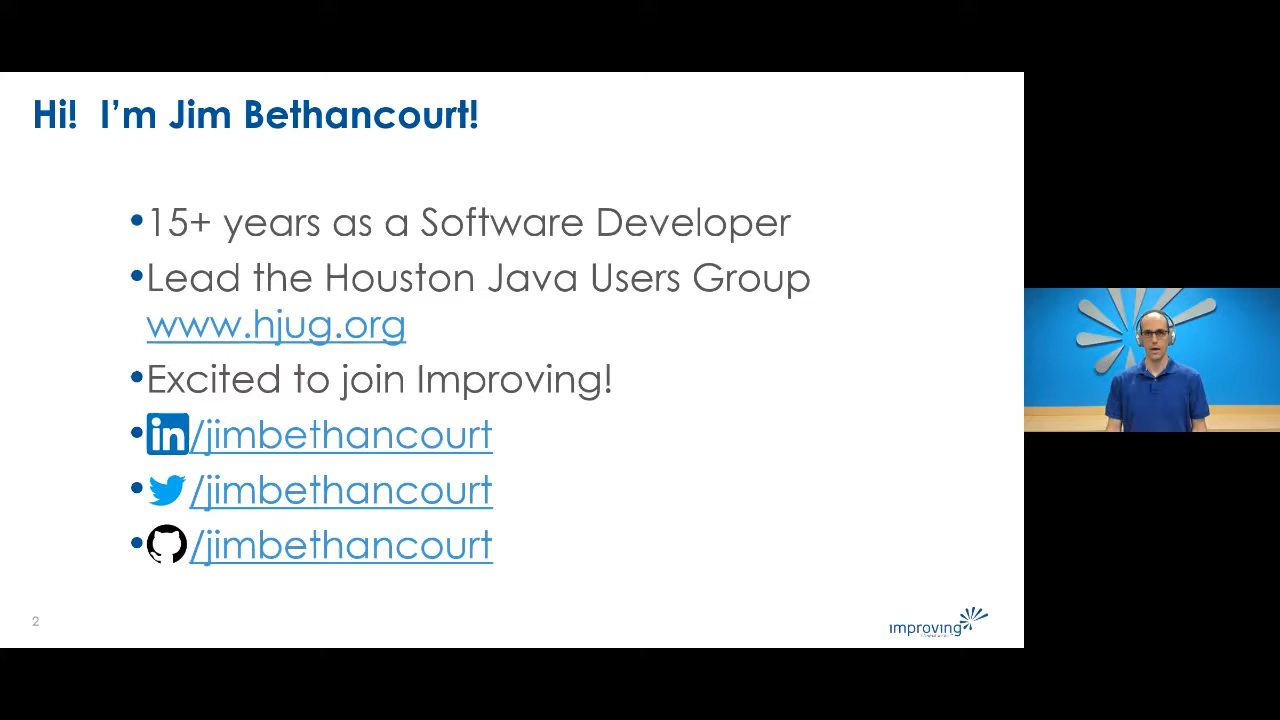 Hi! I'm Jim Bethancourt!
•15+ years as a Software Developer
•Lead the Houston Java Users Group
www.hjug.org
•Excited to join Improving!
•in/jimbethancourt
•/jimbethancourt
•/jimbethancourt
2
improving